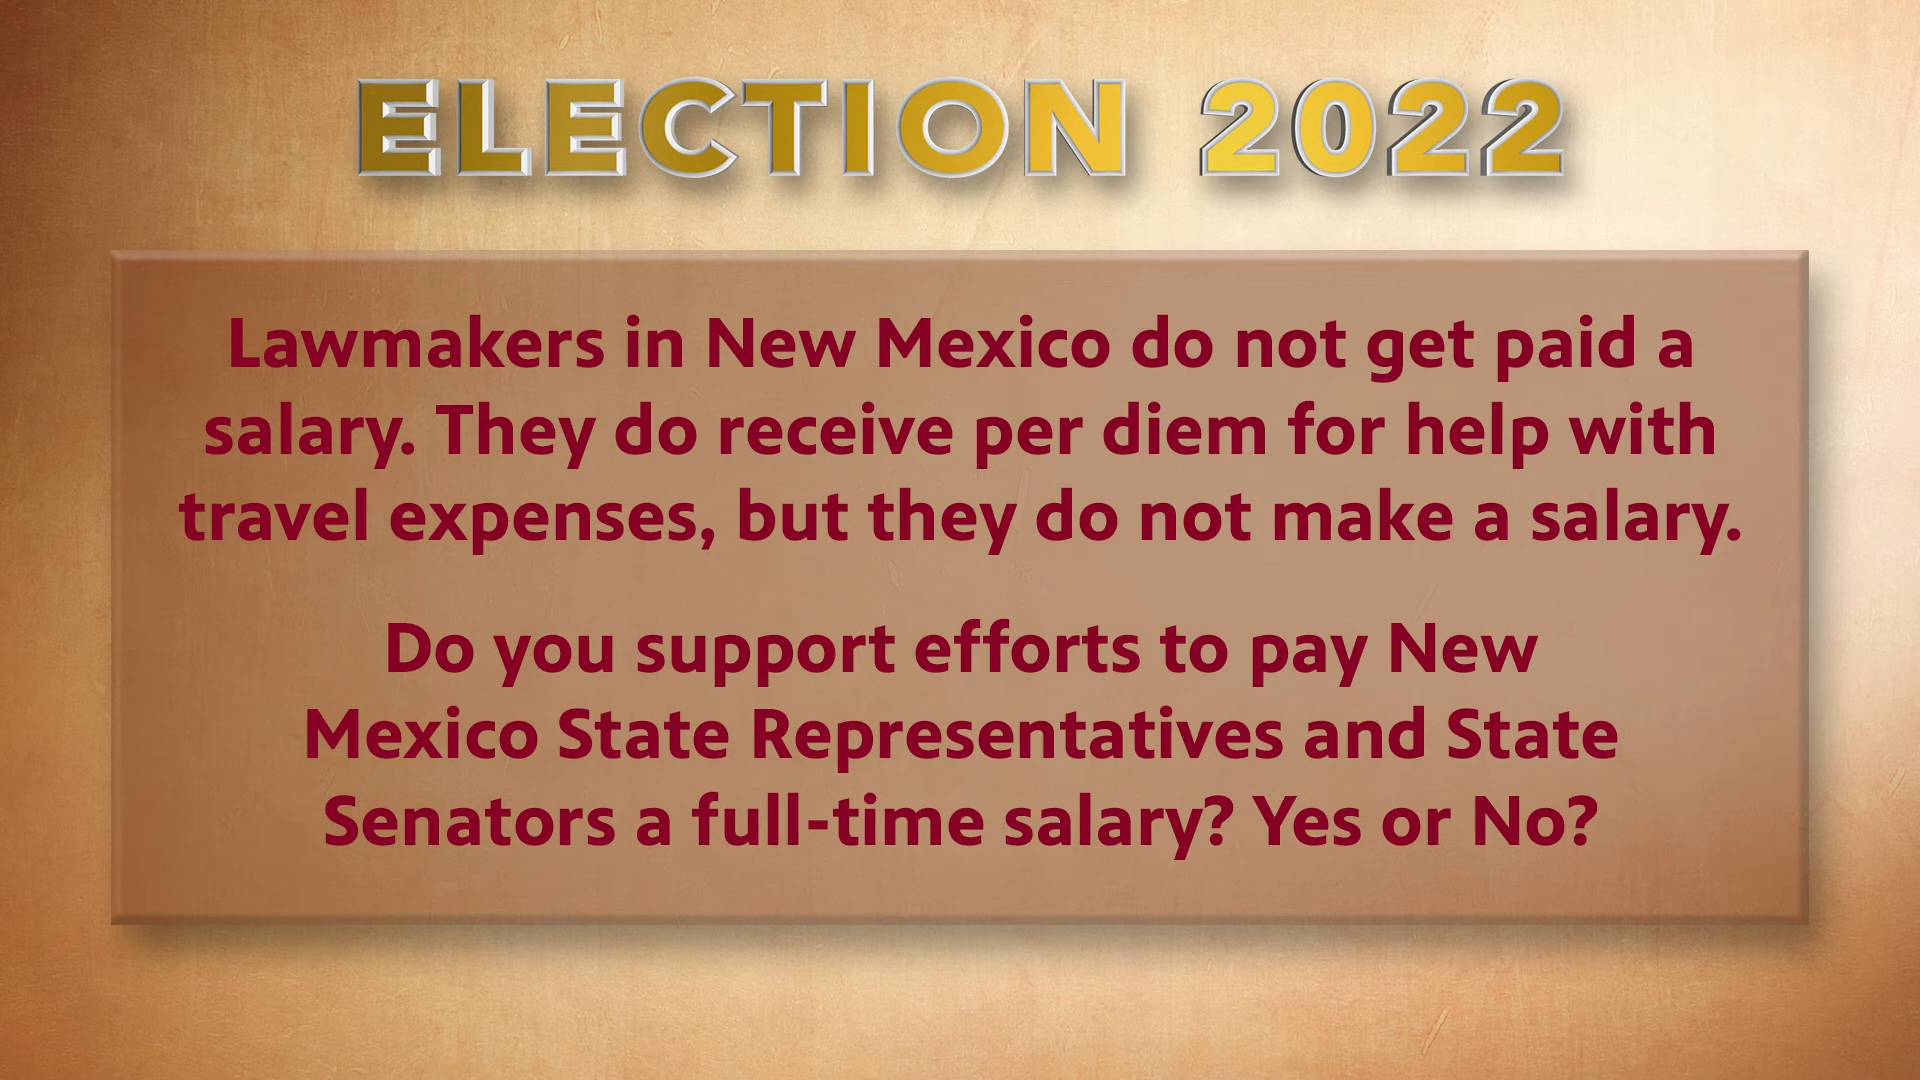 ELECTION 2022
Lawmakers in New Mexico do not get paid a
salary. They do receive per diem for help with
travel expenses, but they do not make a salary.
Do you support efforts to pay New
Mexico State Representatives and State
Senators a full-time salary? Yes or No?